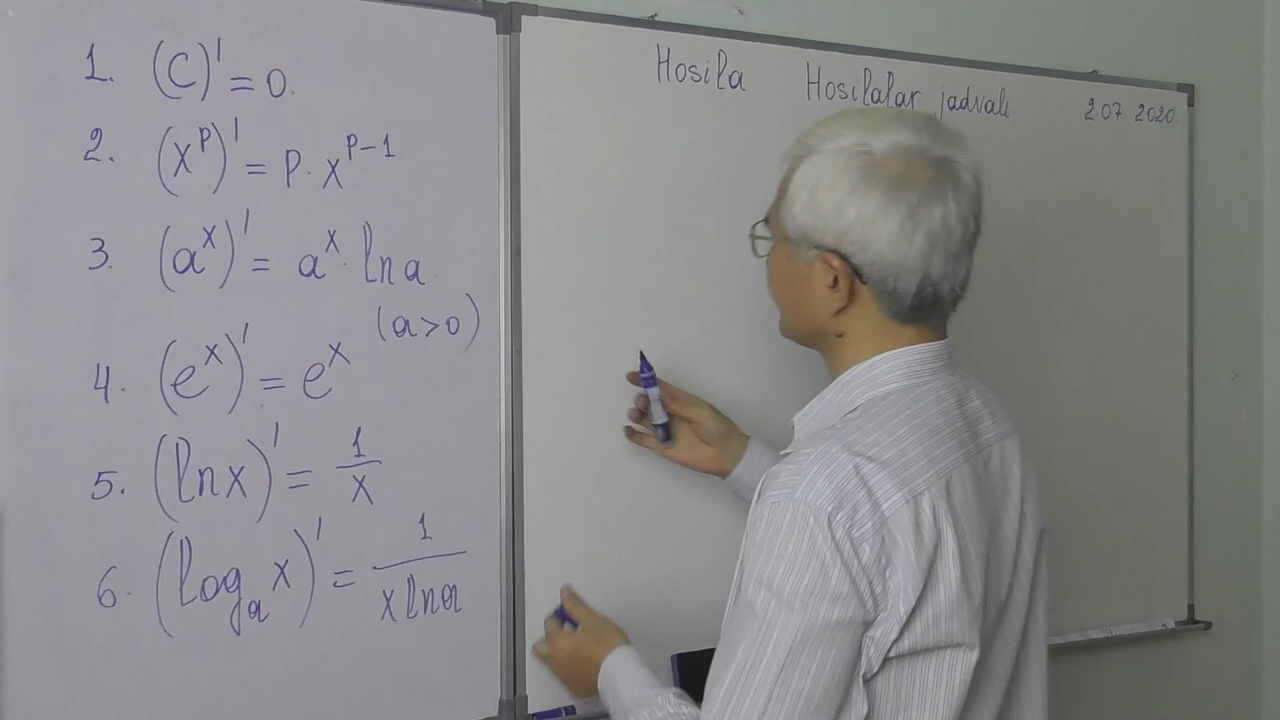 1. (C)' = 0.
2. (x^p)' = p · x^{p-1}
3. (a^x)' = a^x · ln a
(a>0)
4. (e^x)' = e^x
5. (ln x)' = 1/x
6. (log_a x)' = 1/(x ln a)
Hosila Hosilalar jadvali 2 07 2020.